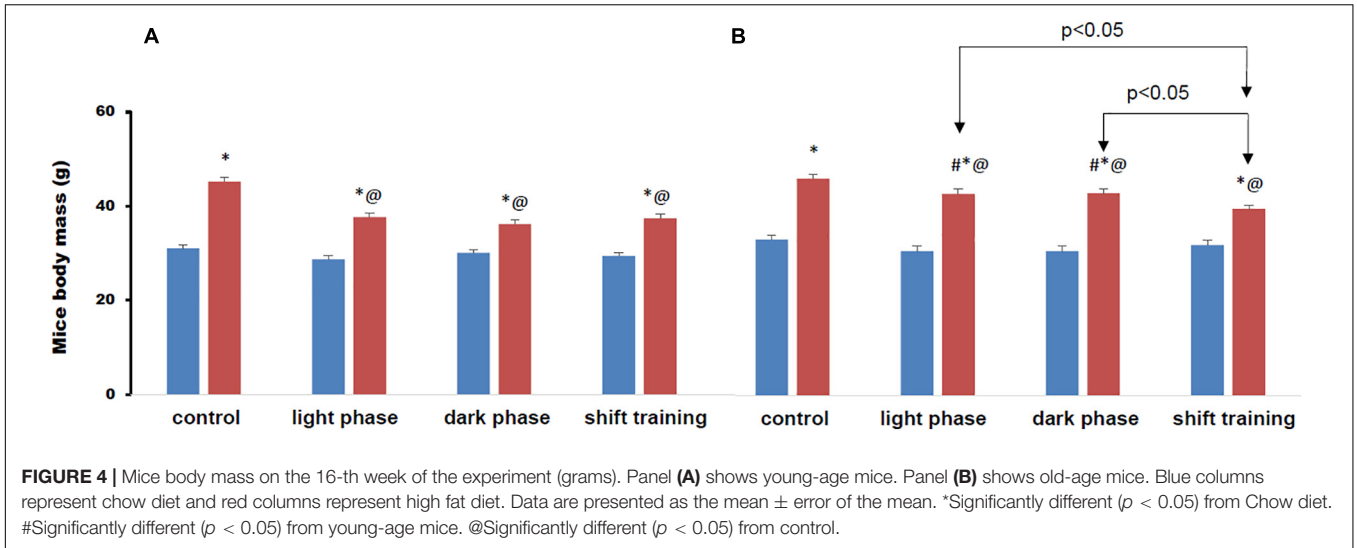 A
B
p<0.05
p<0.05
Mice body mass (g)
60
40
20
0
*
*@
*@
*@
*
#*@
#*@
*@
control light phase dark phase shift training control light phase dark phase shift training
FIGURE 4 | Mice body mass on the 16-th week of the experiment (grams). Panel (A) shows young-age mice. Panel (B) shows old-age mice. Blue columns
represent chow diet and red columns represent high fat diet. Data are presented as the mean ± error of the mean. *Significantly different (p < 0.05) from Chow diet.
#Significantly different (p < 0.05) from young-age mice. @Significantly different (p < 0.05) from control.